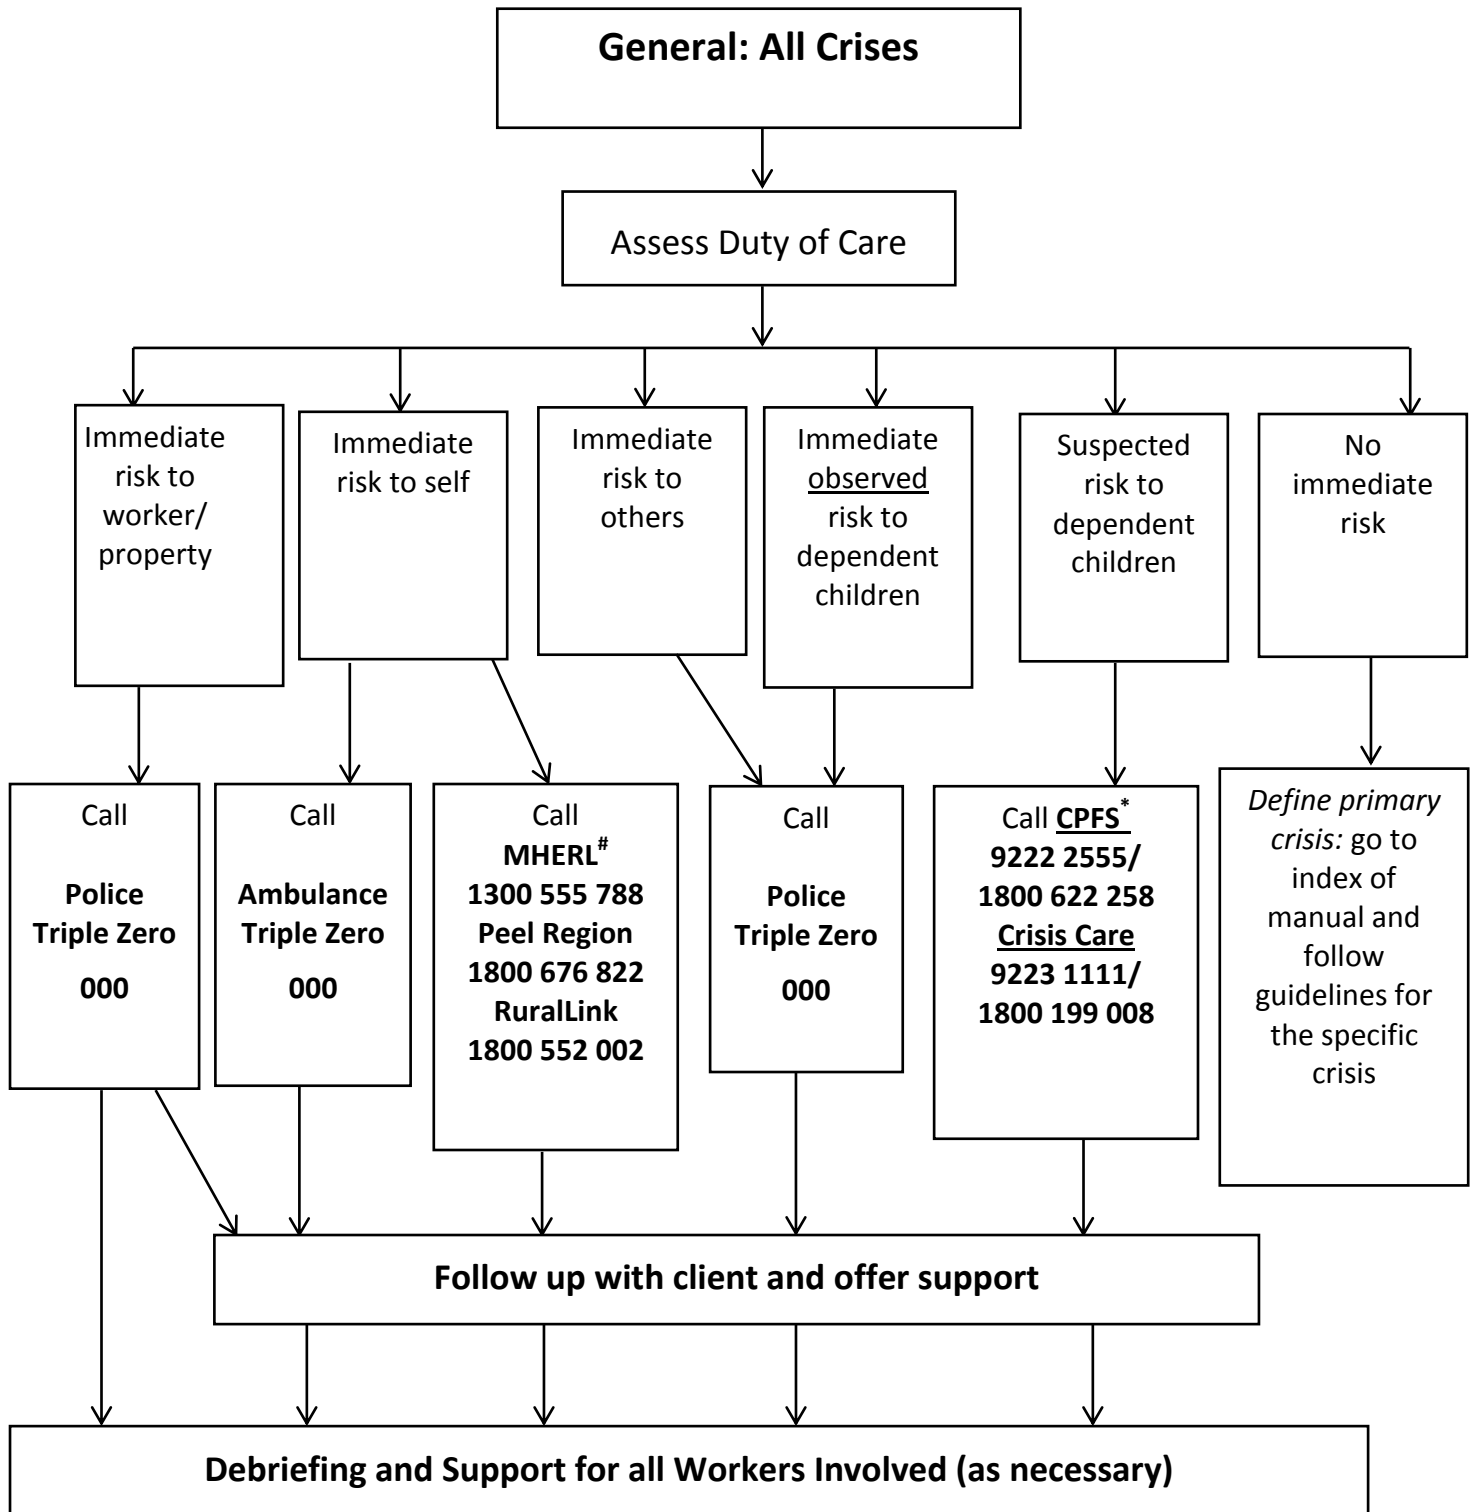 General: All Crises
Assess Duty of Care
Immediate
risk to
worker/
property
Immediate
risk to self
Immediate
risk to
others
Immediate
observed
risk to
dependent
children
Suspected
risk to
dependent
children
No
immediate
risk
Call
Police
Triple Zero
000
Call
Ambulance
Triple Zero
000
Call
MHERL#
1300 555 788
Peel Region
1800 676 822
RuralLink
1800 552 002
Call
Police
Triple Zero
000
Call CPFS*
9222 2555/
1800 622 258
Crisis Care
9223 1111/
1800 199 008
Define primary
crisis: go to
index of
manual and
follow
guidelines for
the specific
crisis
Follow up with client and offer support
Debriefing and Support for all Workers Involved (as necessary)